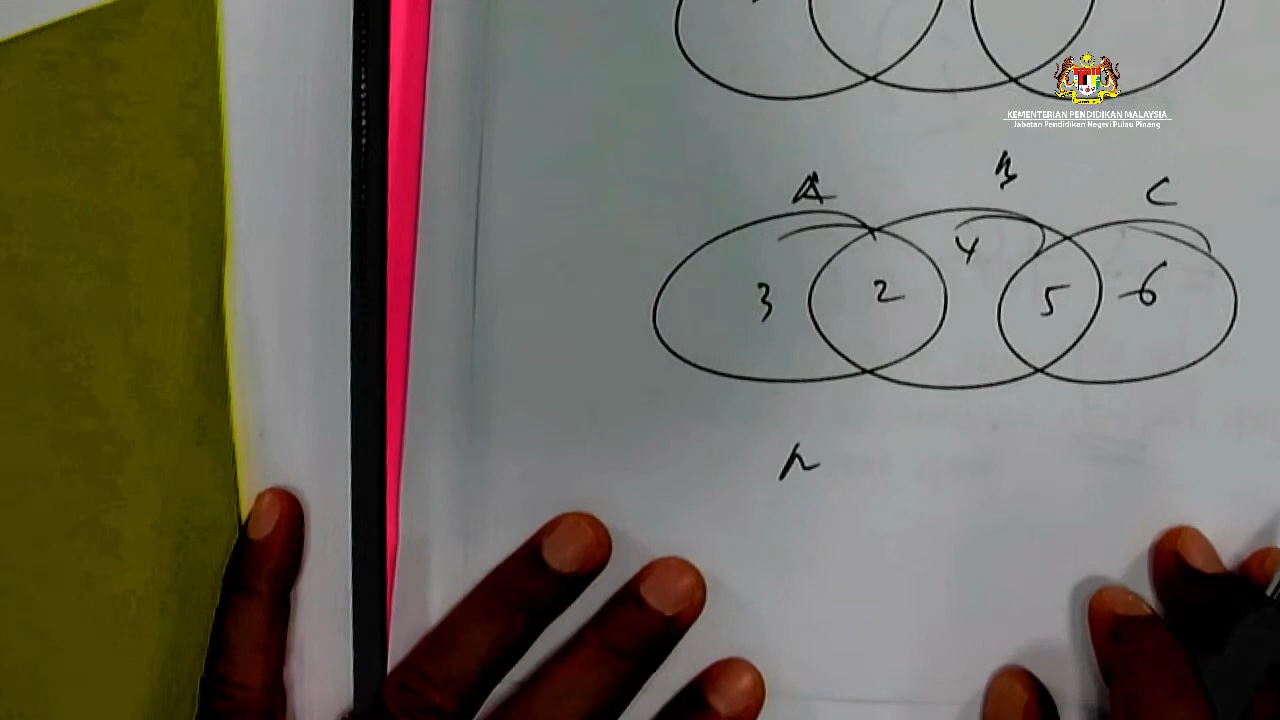 KEMENTERIAN PENDIDIKAN MALAYSIA
Jabatan Pendidikan Negeri Pulau Pinang
A B C
3 2 4 5 6